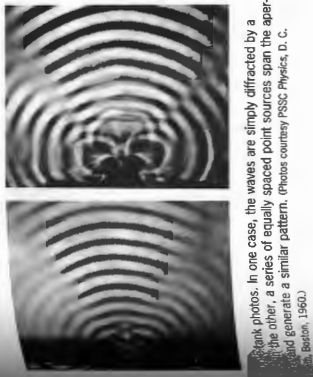 tank photos. In one case, the waves are simply diffracted by a
the other, a series of equally spaced point sources span the aper-
and generate a similar pattern. (Photos courtesy PSSC Physics, D. C.
Boston, 1960.)